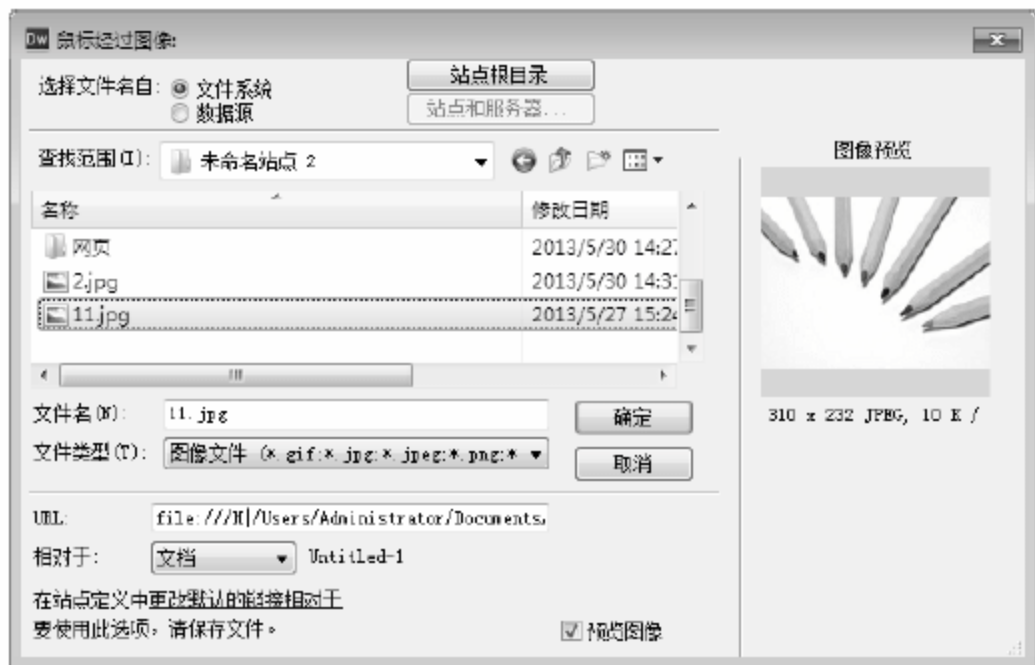 Dw 鼠标经过图像:
选择文件名自: 文件系统 站点根目录
数据源 站点和服务器...
查找范围(I): 未命名站点 2
图像预览
名称 修改日期
网页 2013/5/30 14:27
2.jpg 2013/5/30 14:31
11.jpg 2013/5/27 15:24
文件名(N): 11.jpg 确定
310 x 232 JPEG, 10 K /
文件类型(T): 图像文件 (*.gif;*.jpg;*.jpeg;*.png;* 取消
URL: file:///H|/Users/Administrator/Documents/
相对于: 文档 Untitled-1
在站点定义中更改默认的链接相对于
要使用此选项，请保存文件。 预览图像